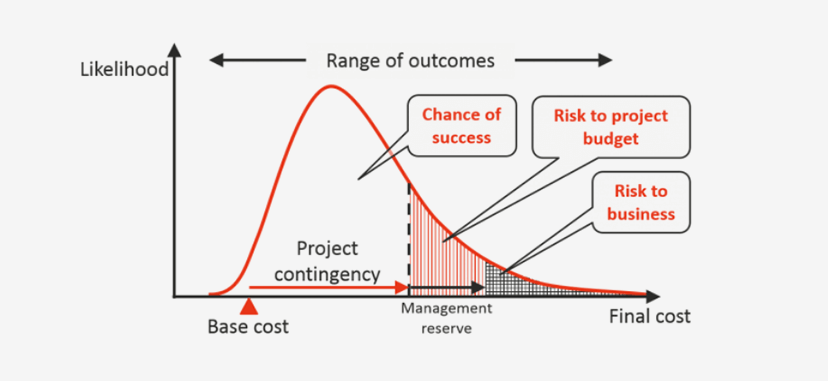 Range of outcomes
Likelihood
Chance of
success
Risk to project
budget
Risk to
business
Project
contingency
Management
reserve
Base cost
Final cost